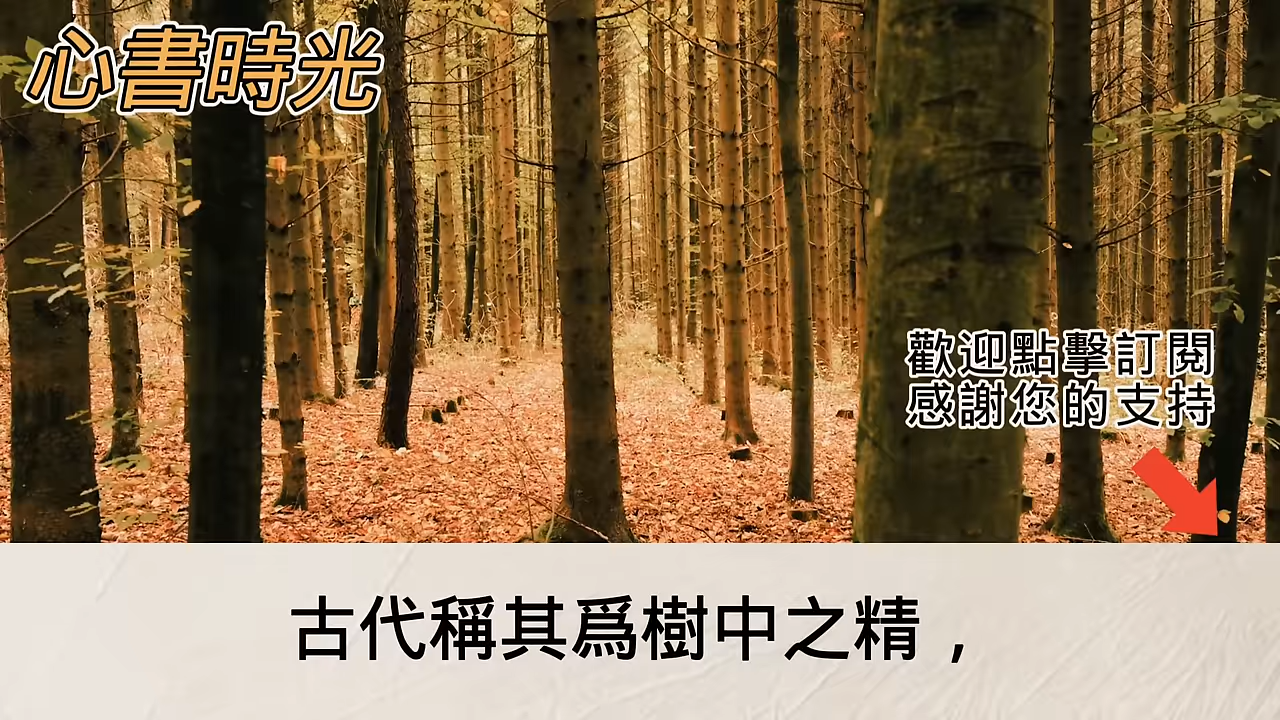 心書時光
歡迎點擊訂閱
感謝您的支持
古代稱其爲樹中之精，